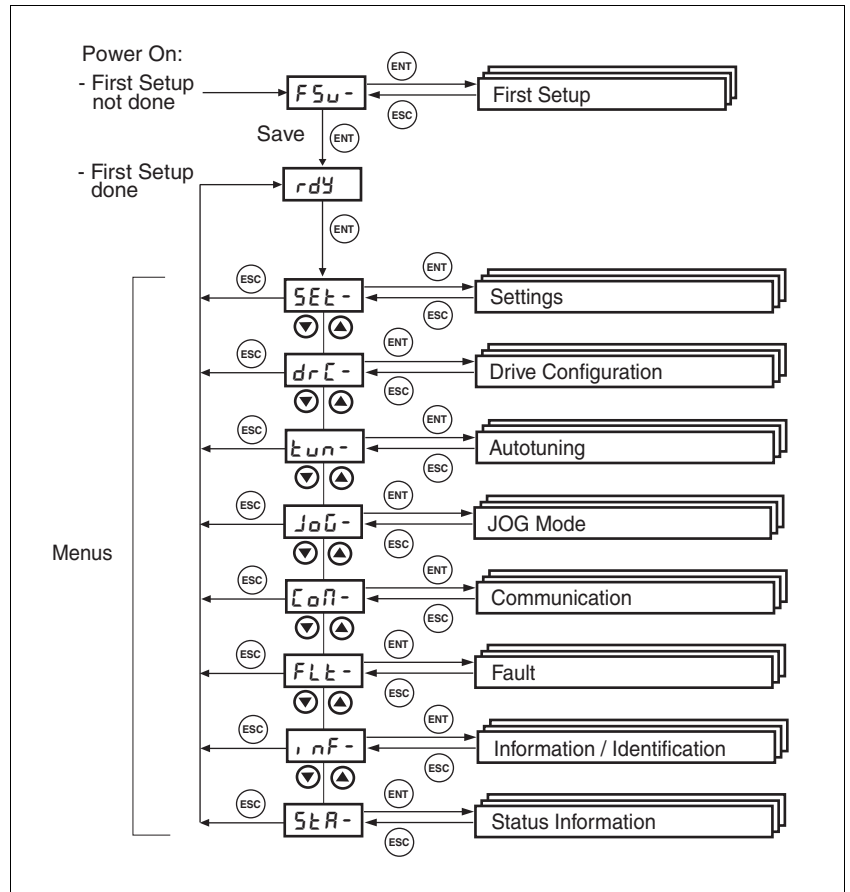 Power On:
- First Setup
not done
FSu-
ENT
ESC
First Setup
Save
ENT
- First Setup
done
rdY
ENT
Menus
ESC
SEt-
ENT
ESC
Settings
ESC
drC-
ENT
ESC
Drive Configuration
ESC
tun-
ENT
ESC
Autotuning
ESC
JoG-
ENT
ESC
JOG Mode
ESC
CoM-
ENT
ESC
Communication
ESC
FLt-
ENT
ESC
Fault
ESC
inF-
ENT
ESC
Information / Identification
ESC
StA-
ENT
ESC
Status Information